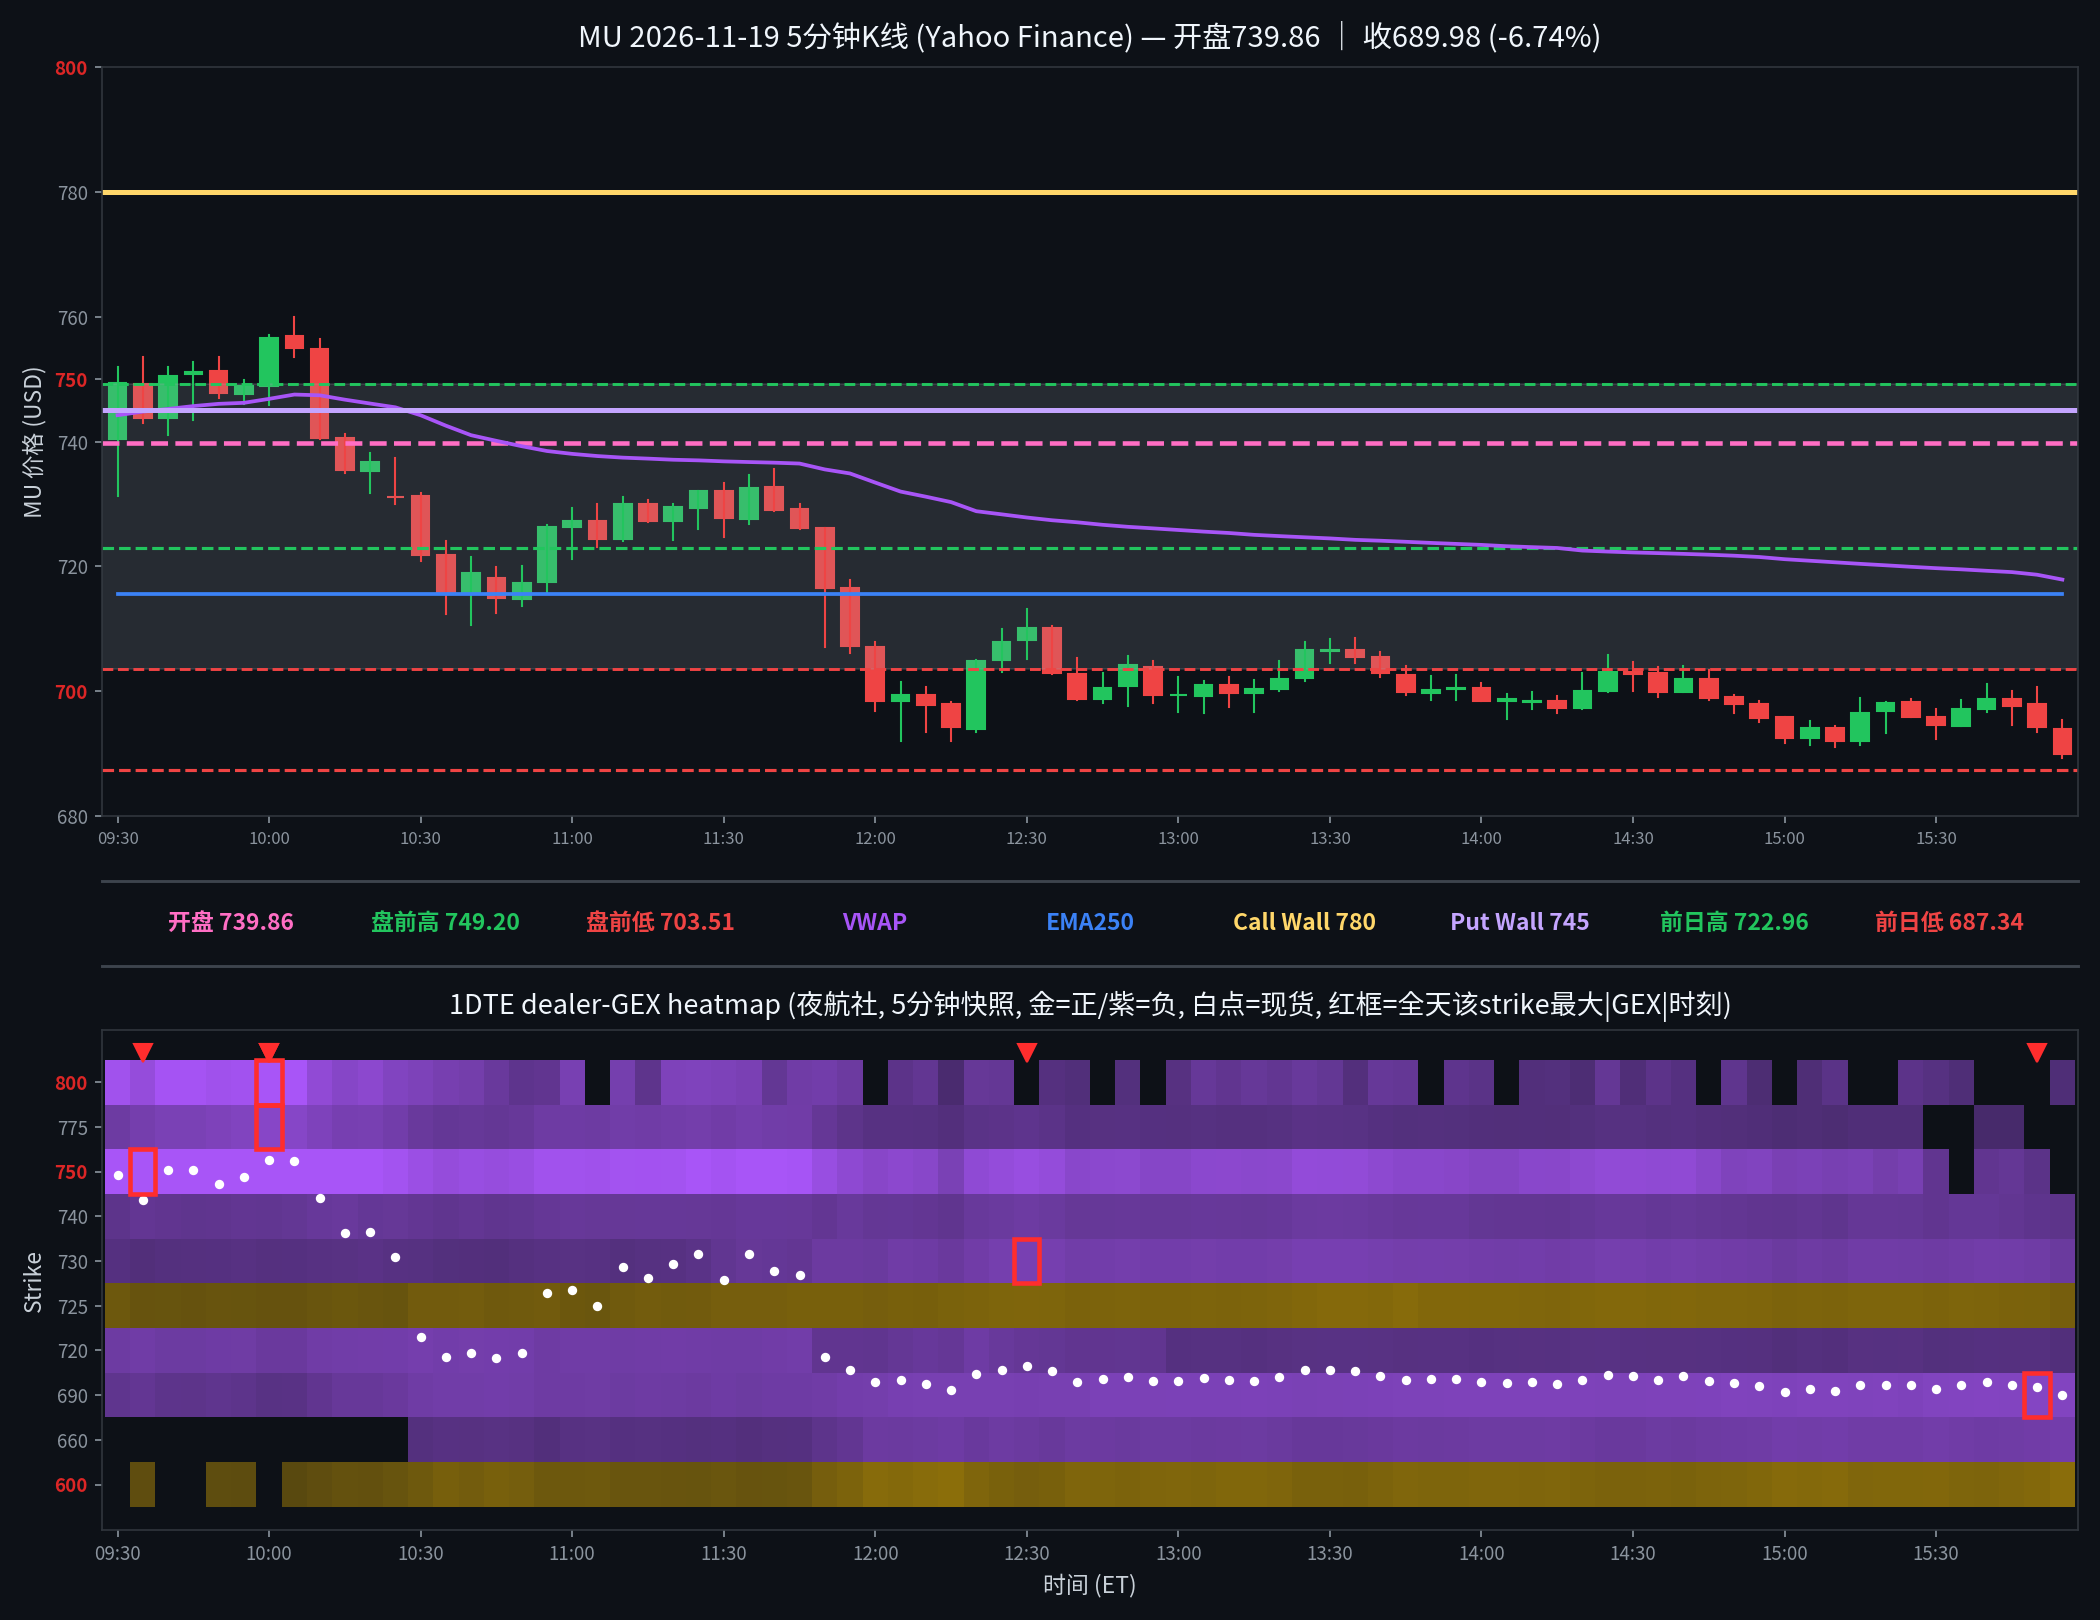 MU 2026-11-19 5分钟K线 (Yahoo Finance) — 开盘739.86 ｜ 收689.98 (-6.74%)
MU 价格 (USD)
800
780
760
750
740
720
700
680
09:30 10:00 10:30 11:00 11:30 12:00 12:30 13:00 13:30 14:00 14:30 15:00 15:30
开盘 739.86 盘前高 749.20 盘前低 703.51 VWAP EMA250 Call Wall 780 Put Wall 745 前日高 722.96 前日低 687.34
1DTE dealer-GEX heatmap (夜航社, 5分钟快照, 金=正/紫=负, 白点=现货, 红框=全天该strike最大|GEX|时刻)
Strike
800
775
750
740
730
725
720
690
660
600
09:30 10:00 10:30 11:00 11:30 12:00 12:30 13:00 13:30 14:00 14:30 15:00 15:30
时间 (ET)